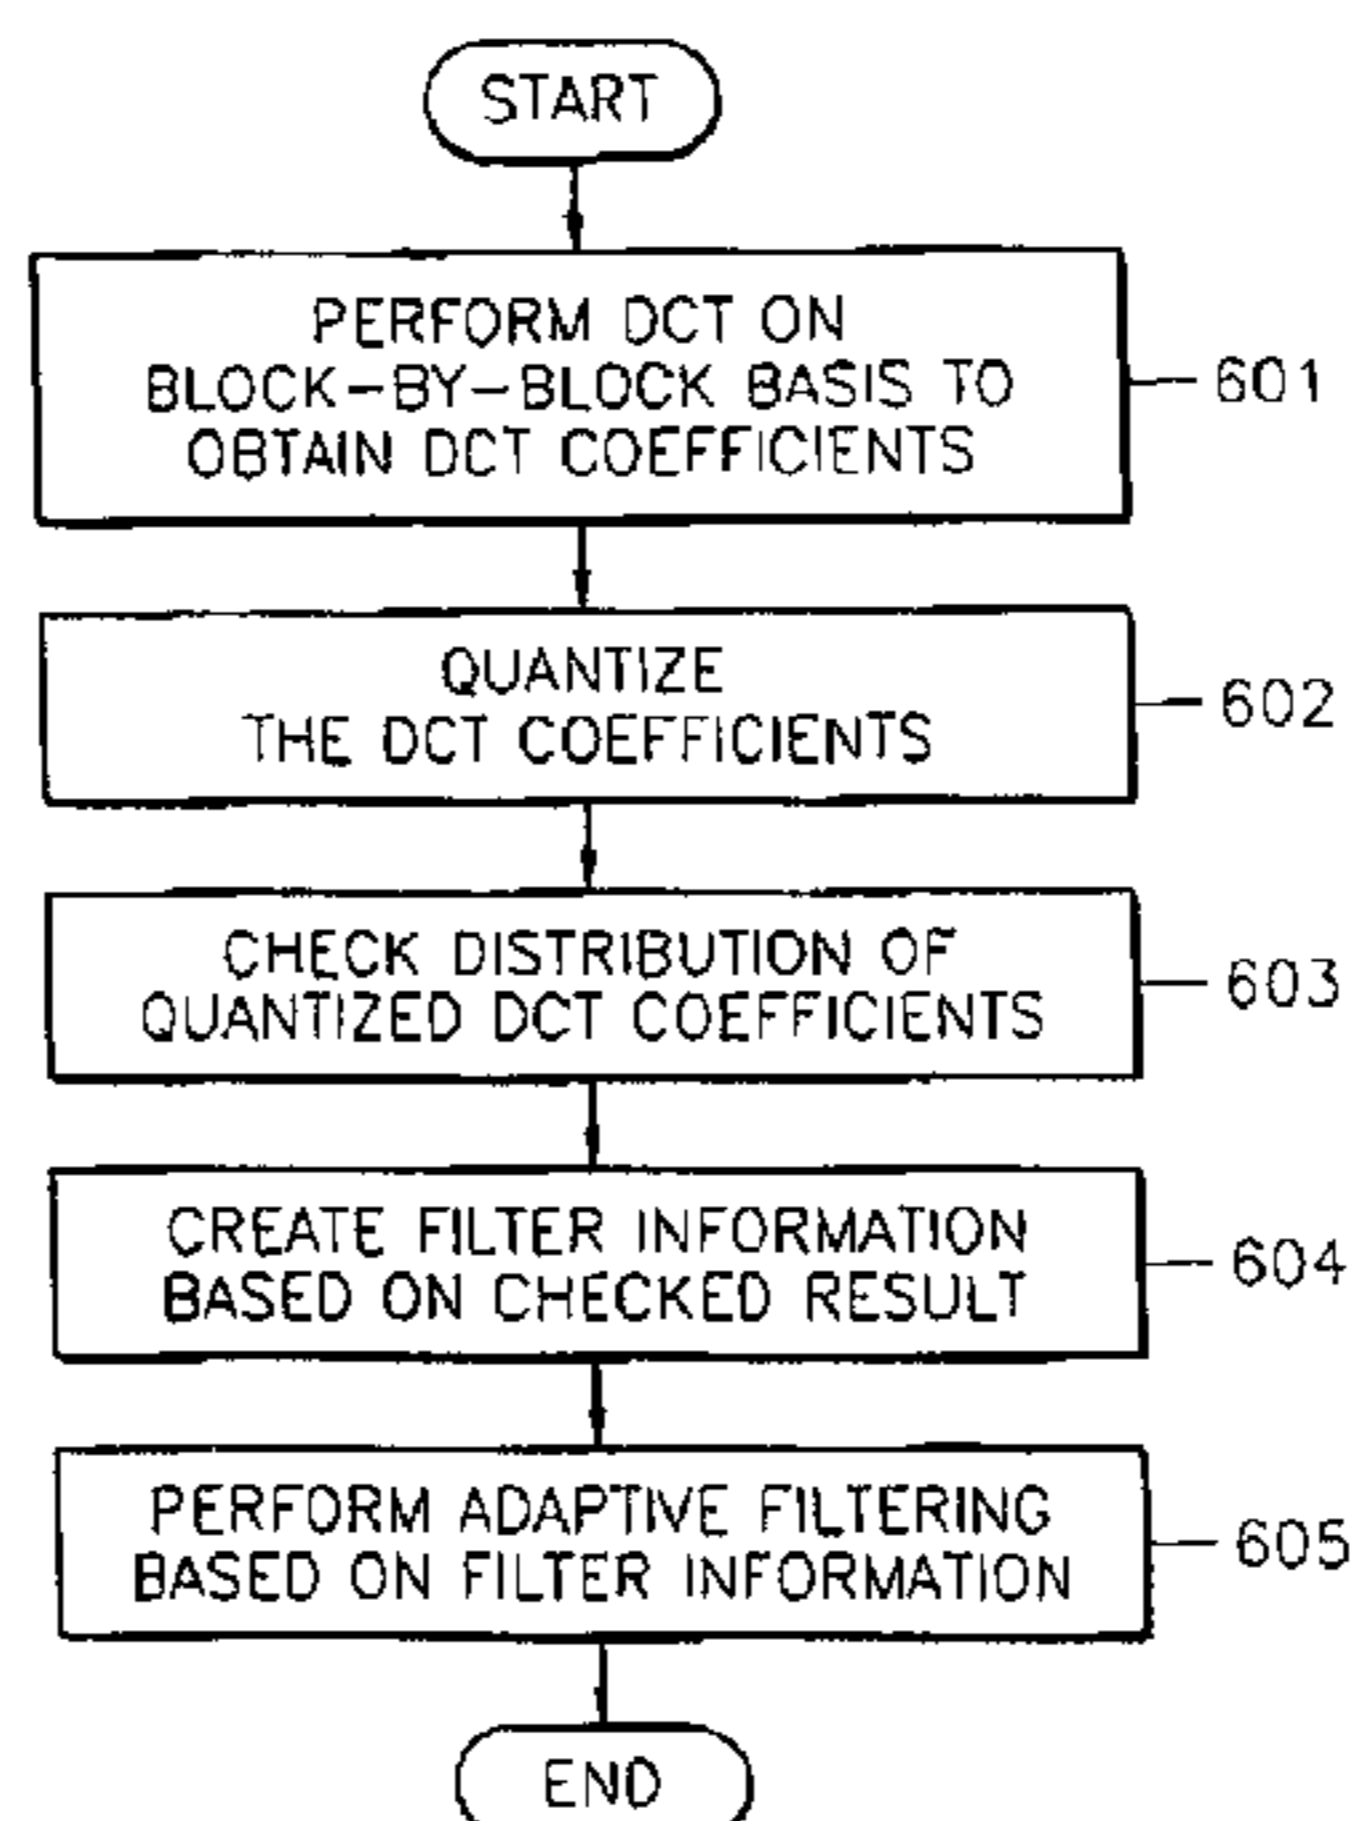 START
PERFORM DCT ON
BLOCK-BY-BLOCK BASIS TO
OBTAIN DCT COEFFICIENTS
601
QUANTIZE
THE DCT COEFFICIENTS
602
CHECK DISTRIBUTION OF
QUANTIZED DCT COEFFICIENTS
603
CREATE FILTER INFORMATION
BASED ON CHECKED RESULT
604
PERFORM ADAPTIVE FILTERING
BASED ON FILTER INFORMATION
605
END